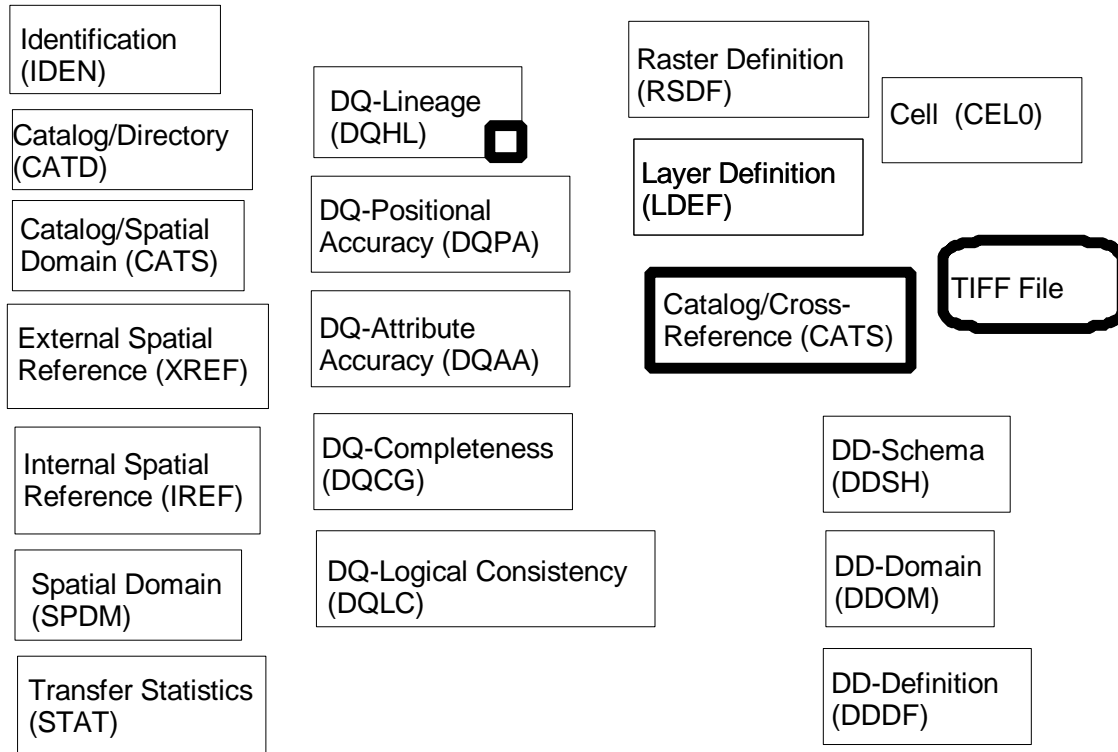 Identification
(IDEN)
Catalog/Directory
(CATD)
Catalog/Spatial
Domain (CATS)
External Spatial
Reference (XREF)
Internal Spatial
Reference (IREF)
Spatial Domain
(SPDM)
Transfer Statistics
(STAT)
DQ-Lineage
(DQHL)
DQ-Positional
Accuracy (DQPA)
DQ-Attribute
Accuracy (DQAA)
DQ-Completeness
(DQCG)
DQ-Logical Consistency
(DQLC)
Raster Definition
(RSDF)
Layer Definition
(LDEF)
Catalog/Cross-
Reference (CATS)
Cell (CEL0)
TIFF File
DD-Schema
(DDSH)
DD-Domain
(DDOM)
DD-Definition
(DDDF)